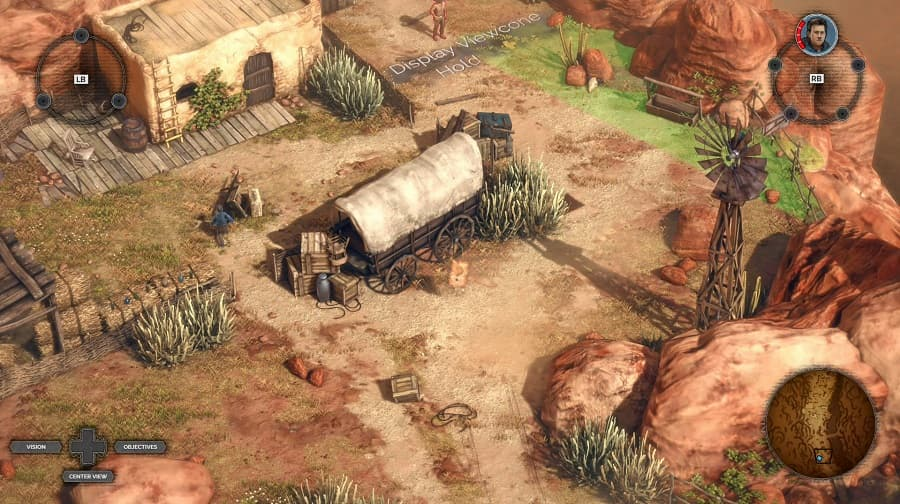 Display Viewcone
Hold
LB
RB
VISION
OBJECTIVES
CENTER VIEW